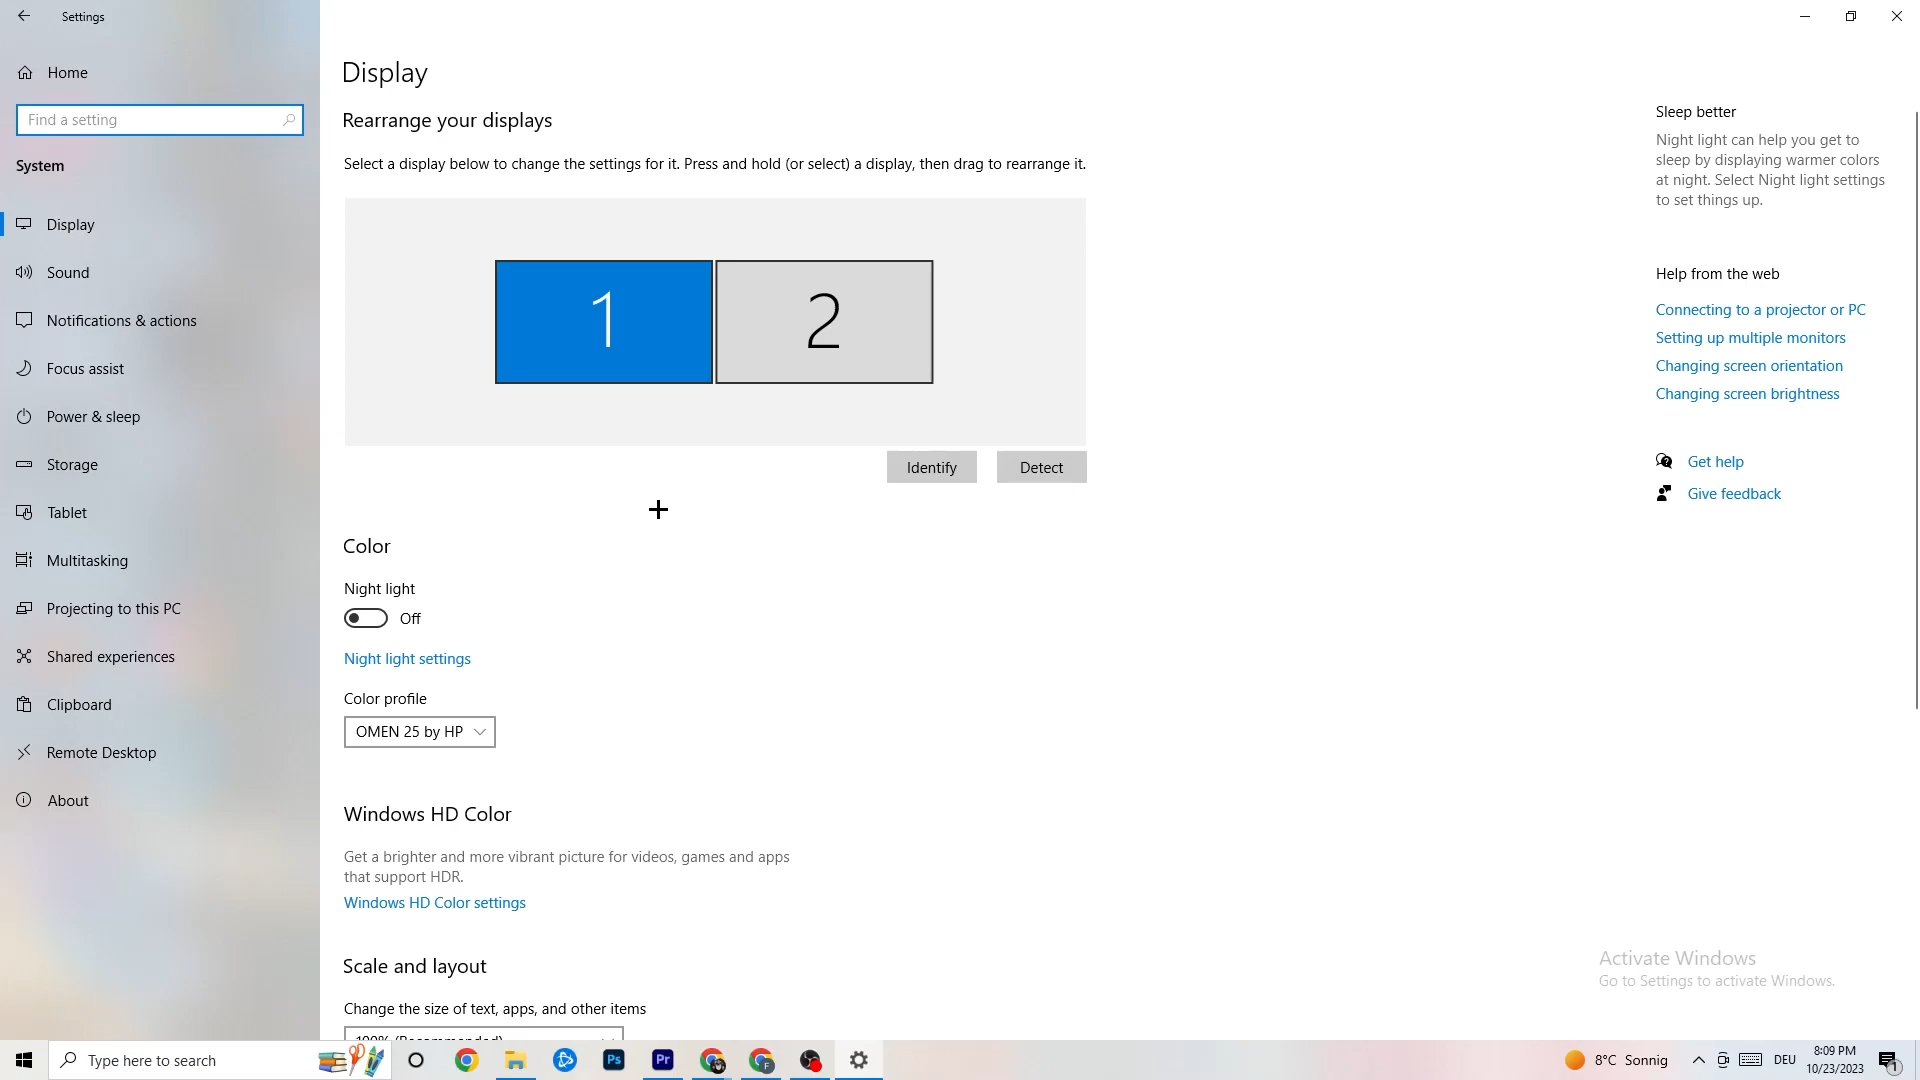 Settings
Home
Find a setting
System
Display
Sound
Notifications & actions
Focus assist
Power & sleep
Storage
Tablet
Multitasking
Projecting to this PC
Shared experiences
Clipboard
Remote Desktop
About
Display
Rearrange your displays
Select a display below to change the settings for it. Press and hold (or select) a display, then drag to rearrange it.
1 2
Identify Detect
Color
Night light
Off
Night light settings
Color profile
OMEN 25 by HP
Windows HD Color
Get a brighter and more vibrant picture for videos, games and apps
that support HDR.
Windows HD Color settings
Scale and layout
Change the size of text, apps, and other items
100% (Recommended)
Sleep better
Night light can help you get to
sleep by displaying warmer colors
at night. Select Night light settings
to set things up.
Help from the web
Connecting to a projector or PC
Setting up multiple monitors
Changing screen orientation
Changing screen brightness
Get help
Give feedback
Activate Windows
Go to Settings to activate Windows.
Type here to search
Ps
Pr
F
8°C Sonnig
DEU
8:09 PM
10/23/2023
1